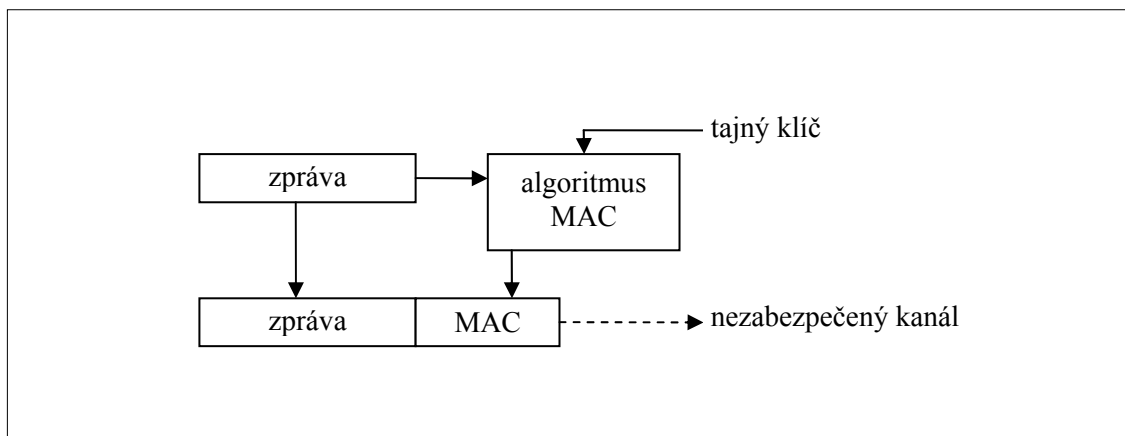 tajný klíč
zpráva
algoritmus
MAC
zpráva
MAC
nezabezpečený kanál